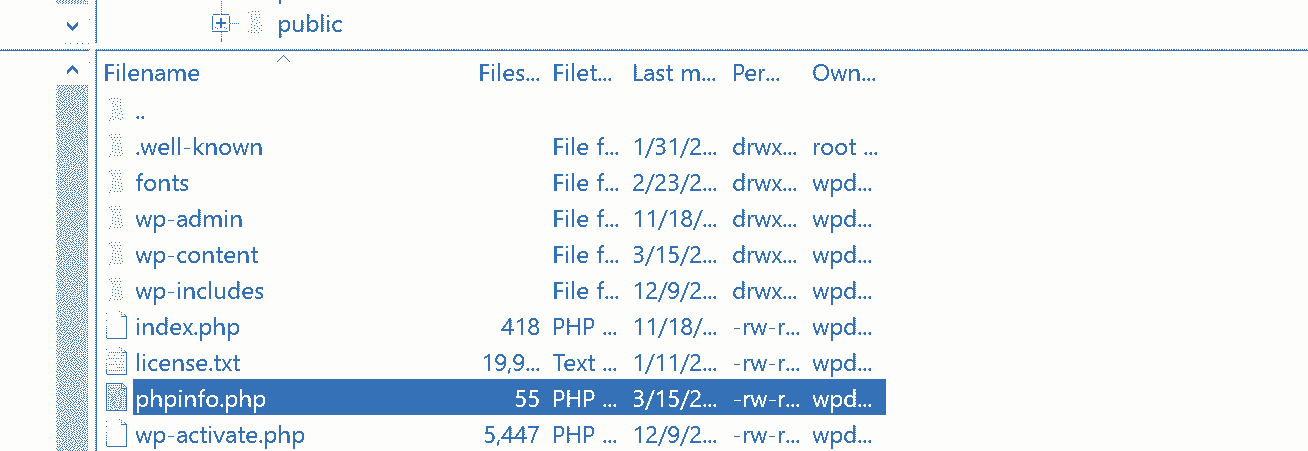 public
Filename Files... Filet... Last m... Per... Own...
..
.well-known File f... 1/31/2... drwx... root ...
fonts File f... 2/23/2... drwx... wpd...
wp-admin File f... 11/18/... drwx... wpd...
wp-content File f... 3/15/2... drwx... wpd...
wp-includes File f... 12/9/2... drwx... wpd...
index.php 418 PHP ... 11/18/... -rw-r... wpd...
license.txt 19,9... Text ... 1/11/2... -rw-r... wpd...
phpinfo.php 55 PHP ... 3/15/2... -rw-r... wpd...
wp-activate.php 5,447 PHP ... 12/9/2... -rw-r... wpd...